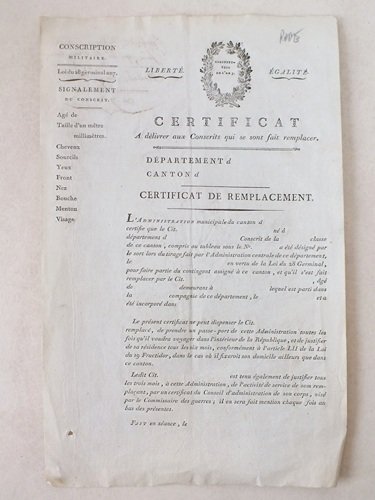 CONSCRIPTION
MILITAIRE.
Loi du 28 germinal an 7.
SIGNALEMENT
DU CONSCRIT.
Agé de
Taille d'un mètre
millimètres.
Cheveux
Sourcils
Yeux
Front
Nez
Bouche
Menton
Visage
LIBERTÉ.
ÉGALITÉ.
CERTIFICAT
A délivrer aux Conscrits qui se sont fait remplacer.
DÉPARTEMENT d
CANTON d
CERTIFICAT DE REMPLACEMENT.
L'ADMINISTRATION municipale du canton d
certifie que le Cit. né à
département d Conscrit de la classe
de ce canton, compris au tableau sous le Nº. a été désigné par
le sort lors du tirage fait par l'Administration centrale de ce département,
le en vertu de la Loi du 28 Germinal,
pour faire partie du contingent assigné à ce canton, et qu'il s'est fait
remplacer par le Cit. , âgé
de demeurant à lequel est parti dans
la compagnie de ce département, le et a
été incorporé dans
Le présent certificat ne peut dispenser le Cit.
remplacé, de prendre un passe-port de cette Administration toutes les
fois qu'il voudra voyager dans l'intérieur de la République, et de justifier
de sa résidence tous les six mois, conformément à l'article LII de la Loi
du 19 Fructidor, dans le cas où il fixeroit son domicile ailleurs que dans
ce canton.
Ledit Cit. est tenu également de justifier tous
les trois mois, à cette Administration, de l'activité de service de son rem-
plaçant, par un certificat du Conseil d'administration de son corps, visé
par le Commissaire des guerres; il en sera fait mention chaque fois au
bas des présentes.
FAIT en séance, le